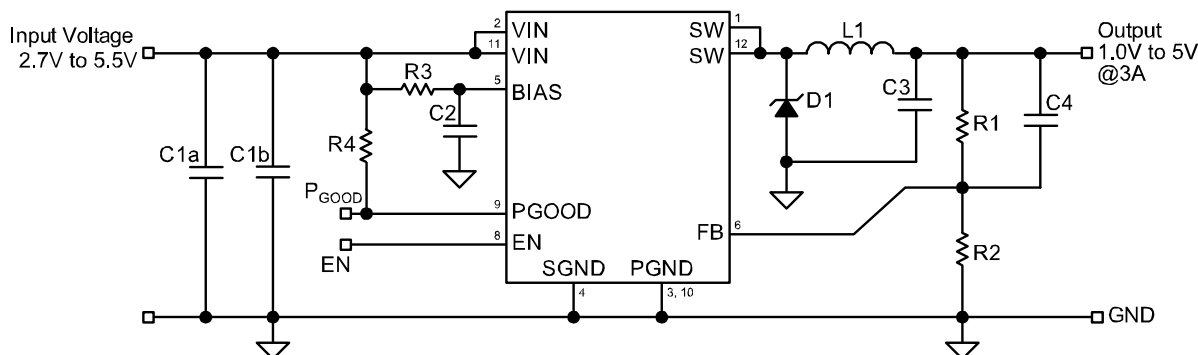 Input Voltage
2.7V to 5.5V
2
VIN
11
VIN
5
BIAS
R3
C2
R4
C1a
C1b
PGOOD
9
PGOOD
8
EN
EN
SGND
4
PGND
3, 10
1
SW
12
SW
L1
D1
C3
R1
C4
6
FB
R2
Output
1.0V to 5V
@3A
GND